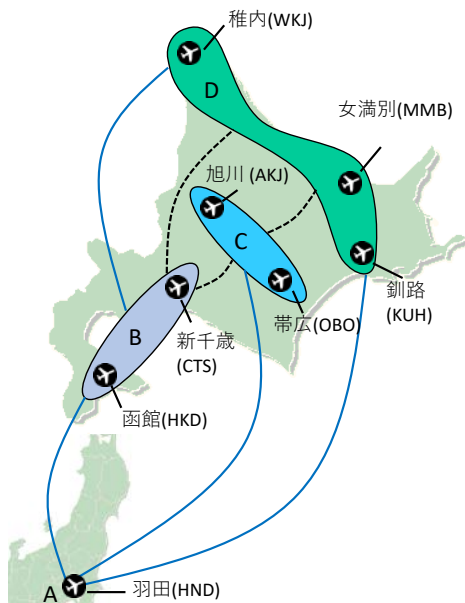 稚内(WKJ)
D
女満別(MMB)
旭川 (AKJ)
C
釧路
(KUH)
帯広(OBO)
B
新千歳
(CTS)
函館(HKD)
A
羽田(HND)